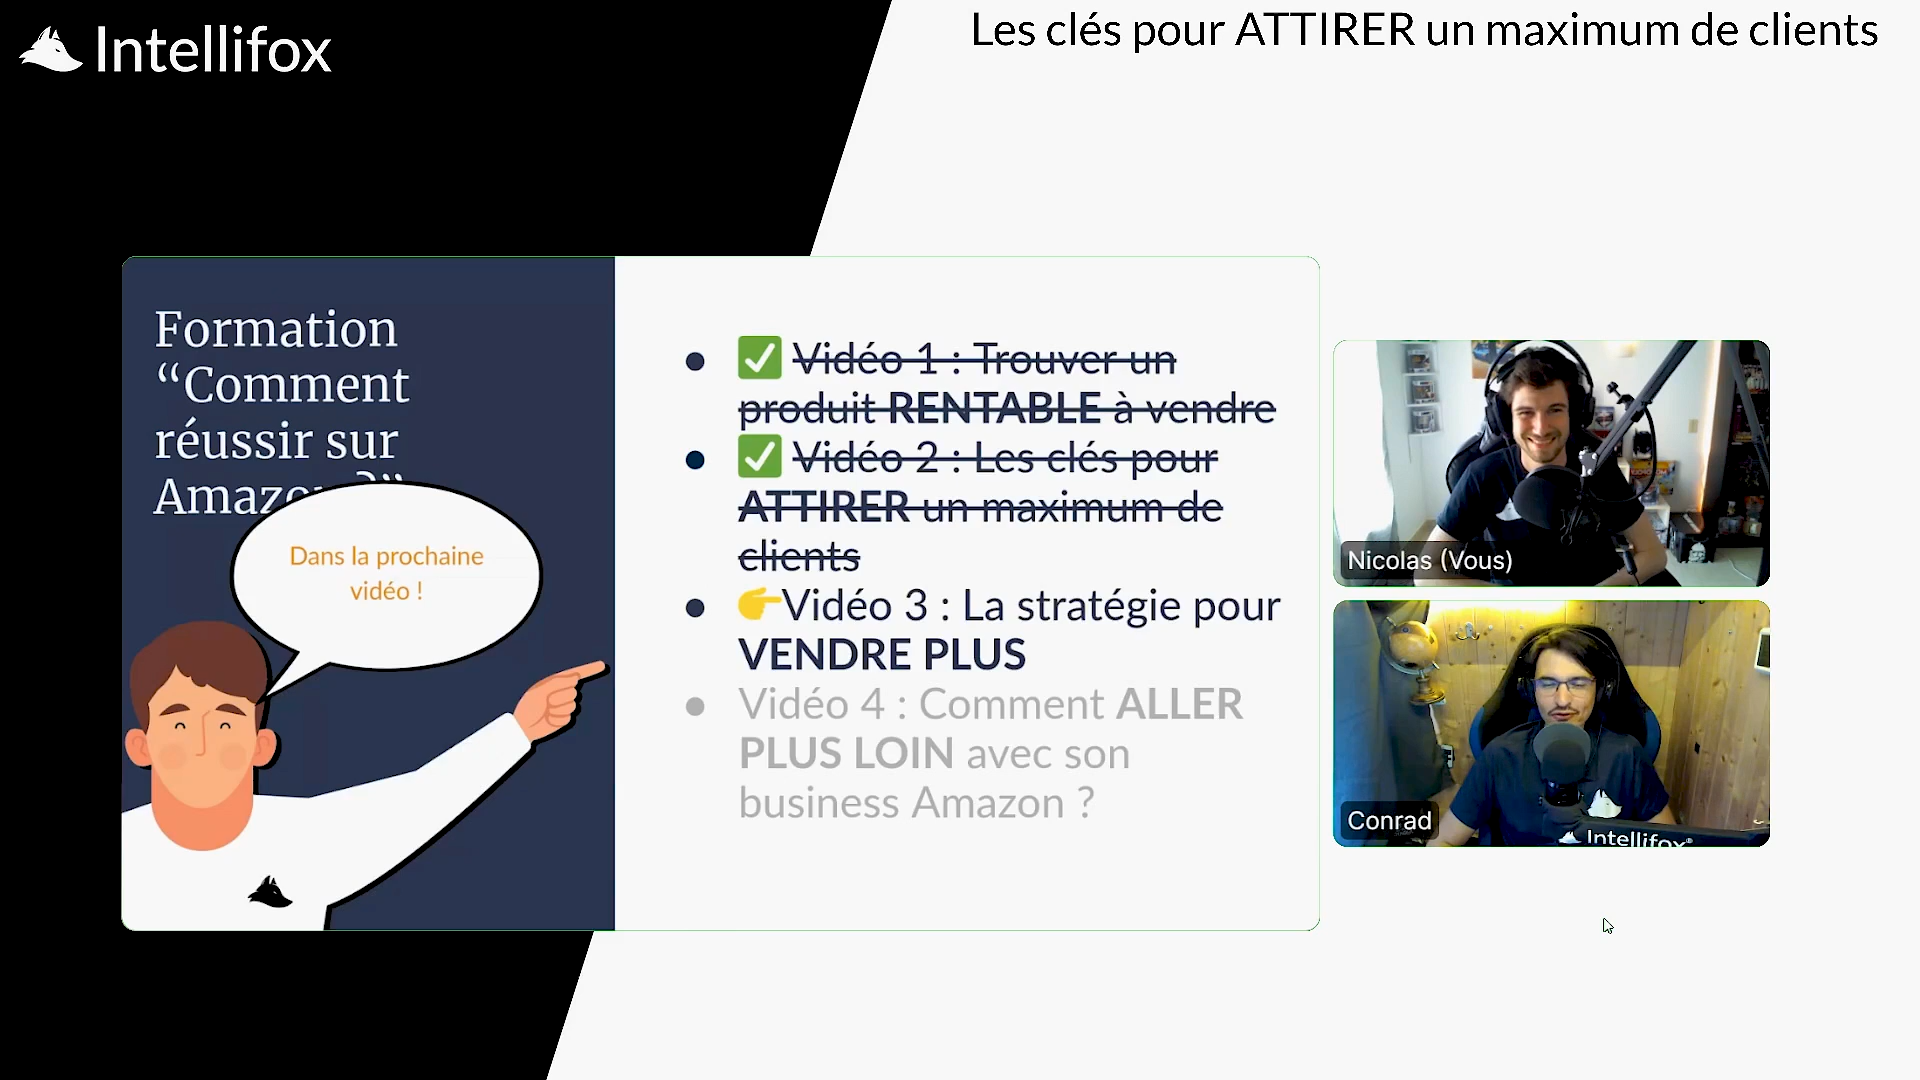 Intellifox
Les clés pour ATTIRER un maximum de clients
Formation
“Comment
réussir sur
Amazon ?”
Dans la prochaine
vidéo !
● ✅ Vidéo 1 : Trouver un
produit RENTABLE à vendre
● ✅ Vidéo 2 : Les clés pour
ATTIRER un maximum de
clients
● 👉Vidéo 3 : La stratégie pour
VENDRE PLUS
● Vidéo 4 : Comment ALLER
PLUS LOIN avec son
business Amazon ?
Nicolas (Vous)
Conrad
Intellifox®